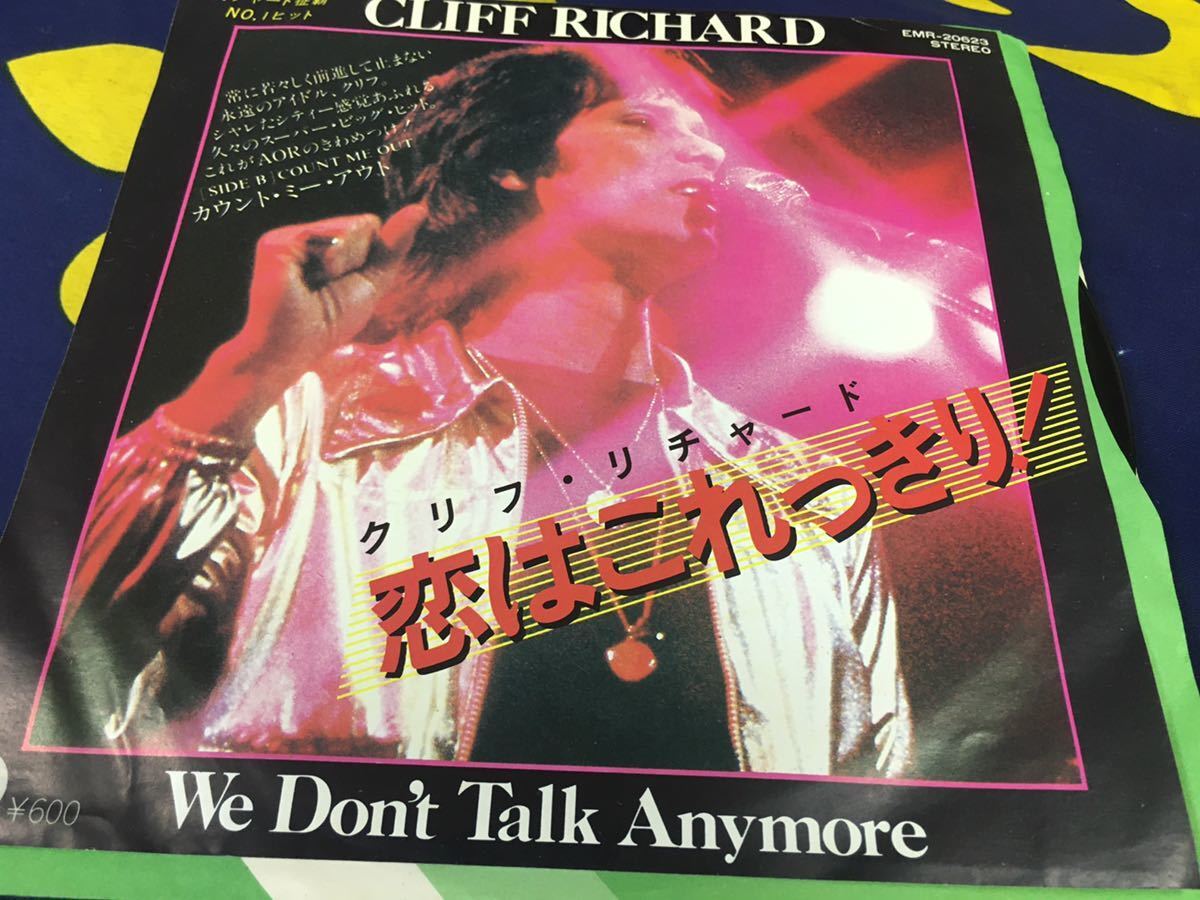 NO.1ヒット
CLIFF RICHARD
EMR-20623
STEREO
常に若々しく前進して止まない
永遠のアイドル、クリフ。
シャレたシティー感覚あふれる
久々のスーパー・ビッグ・ヒット。
これがAORのきわめつけ!
[SIDE B] COUNT ME OUT
カウント・ミー・アウト
クリフ・リチャード
恋はこれっきり!
¥600
We Don't Talk Anymore